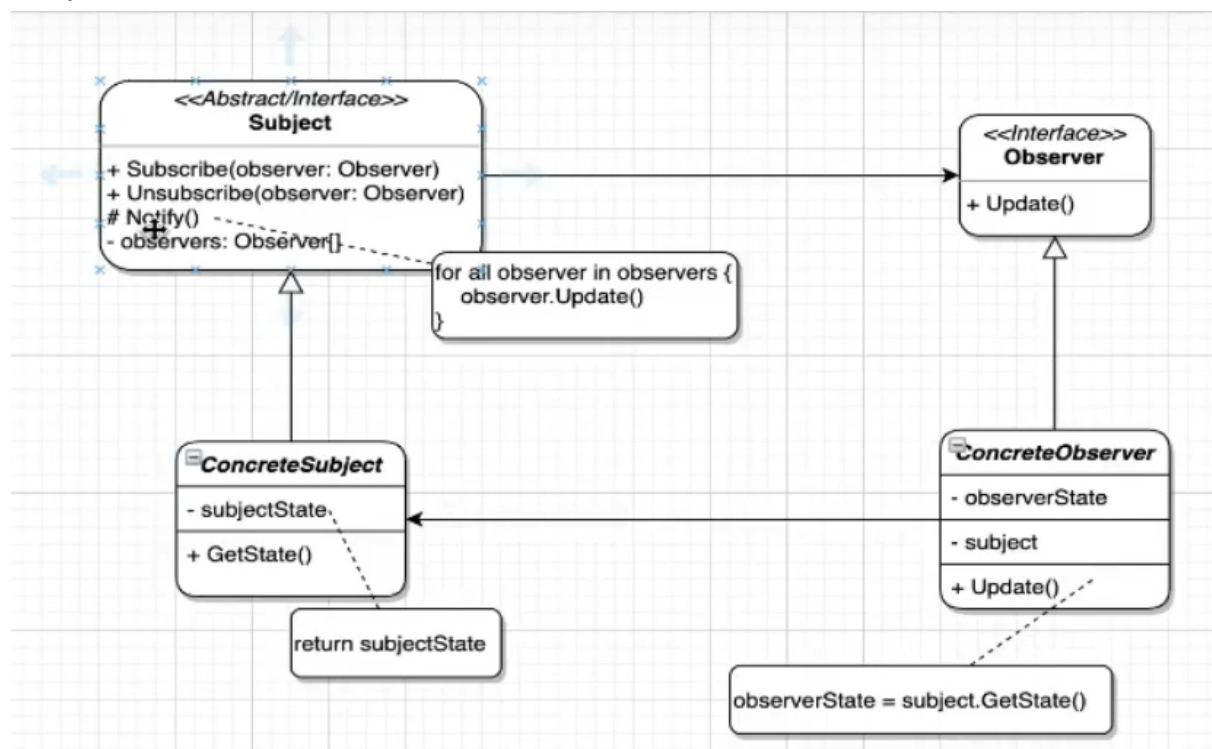 <<Abstract/Interface>>
Subject
+ Subscribe(observer: Observer)
+ Unsubscribe(observer: Observer)
# Notify()
- observers: Observer[]
for all observer in observers {
observer.Update()
}
<<Interface>>
Observer
+ Update()
ConcreteSubject
- subjectState
+ GetState()
return subjectState
ConcreteObserver
- observerState
- subject
+ Update()
observerState = subject.GetState()